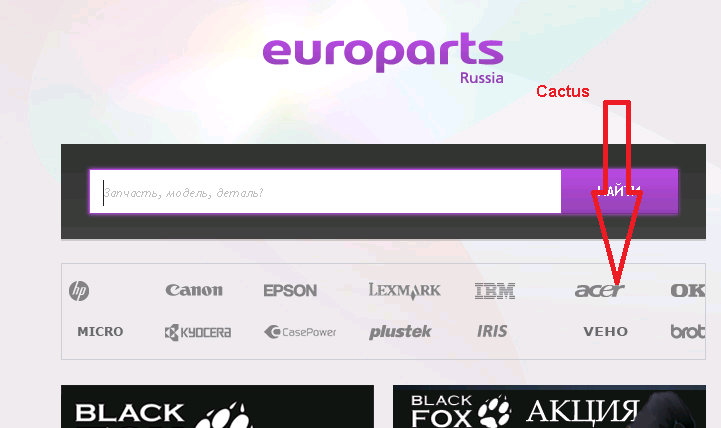 europarts
Russia
Cactus
Запчасть, модель, деталь?
НАЙТИ
hp Canon EPSON LEXMARK IBM acer OK
MICRO KYOCERA CasePower plustek IRIS VEHO brot
BLACK
BLACK
FOX АКЦИЯ